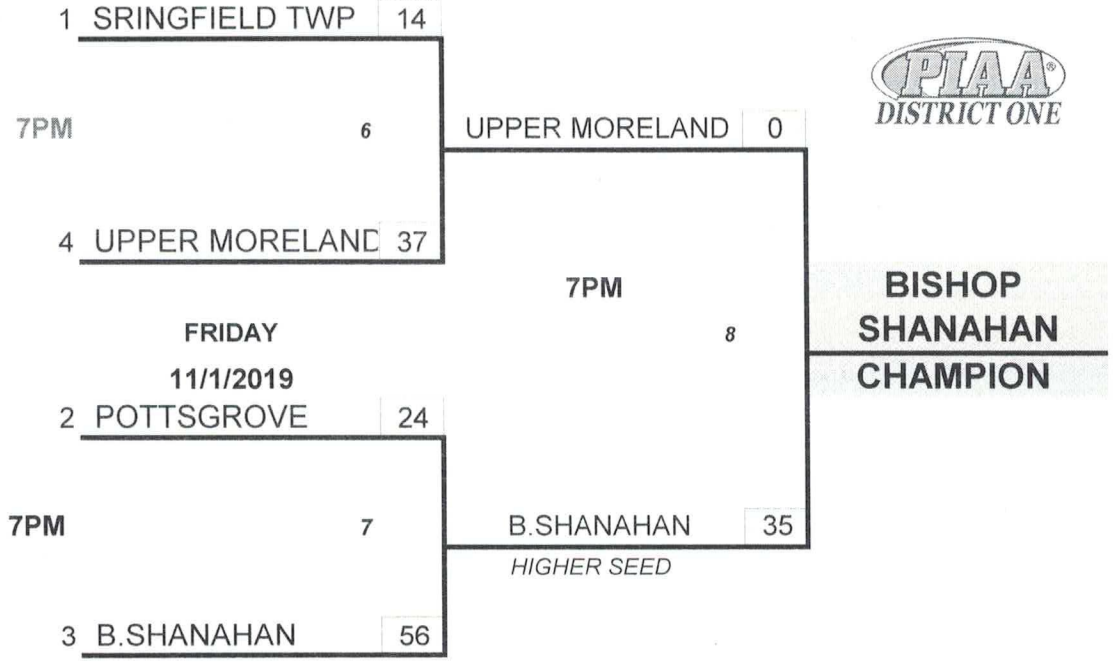 1 SRINGFIELD TWP 14
PIAA®
DISTRICT ONE
7PM 6 UPPER MORELAND 0
4 UPPER MORELAND 37
7PM
BISHOP
SHANAHAN
FRIDAY 8
11/1/2019
CHAMPION
2 POTTSGROVE 24
7PM 7 B.SHANAHAN 35
HIGHER SEED
3 B.SHANAHAN 56